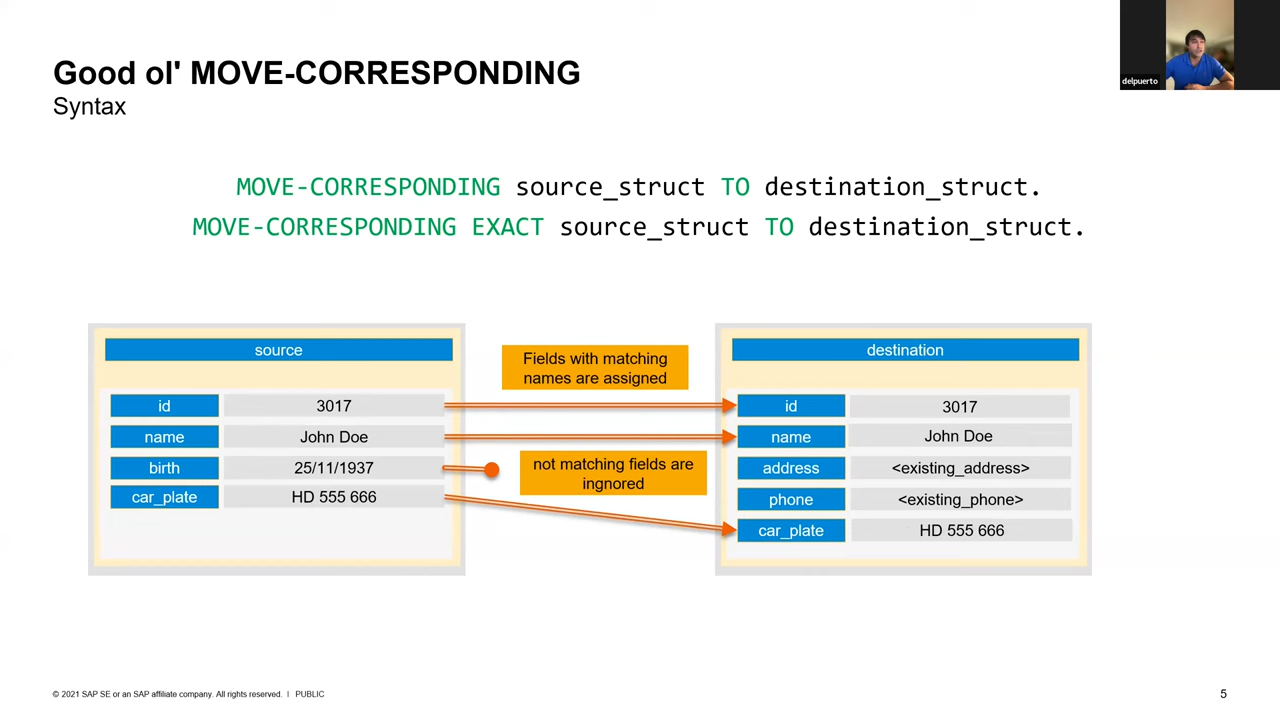 Good ol' MOVE-CORRESPONDING
Syntax
delpuerto
MOVE-CORRESPONDING source_struct TO destination_struct.
MOVE-CORRESPONDING EXACT source_struct TO destination_struct.
source
id 3017
name John Doe
birth 25/11/1937
car_plate HD 555 666
Fields with matching
names are assigned
not matching fields are
ingnored
destination
id 3017
name John Doe
address <existing_address>
phone <existing_phone>
car_plate HD 555 666
© 2021 SAP SE or an SAP affiliate company. All rights reserved. | PUBLIC
5